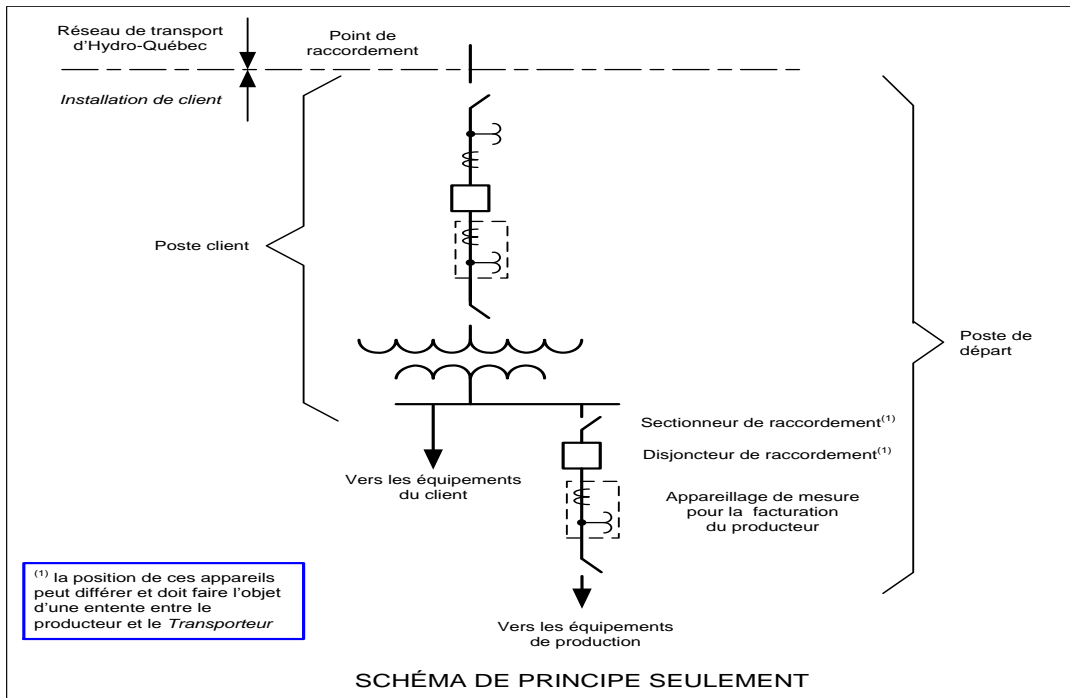 Réseau de transport
d'Hydro-Québec
Point de
raccordement
Installation de client
Poste client
Poste de
départ
Sectionneur de raccordement(1)
Disjoncteur de raccordement(1)
Vers les équipements
du client
Appareillage de mesure
pour la facturation
du producteur
(1) la position de ces appareils
peut différer et doit faire l'objet
d'une entente entre le
producteur et le Transporteur
Vers les équipements
de production
SCHÉMA DE PRINCIPE SEULEMENT